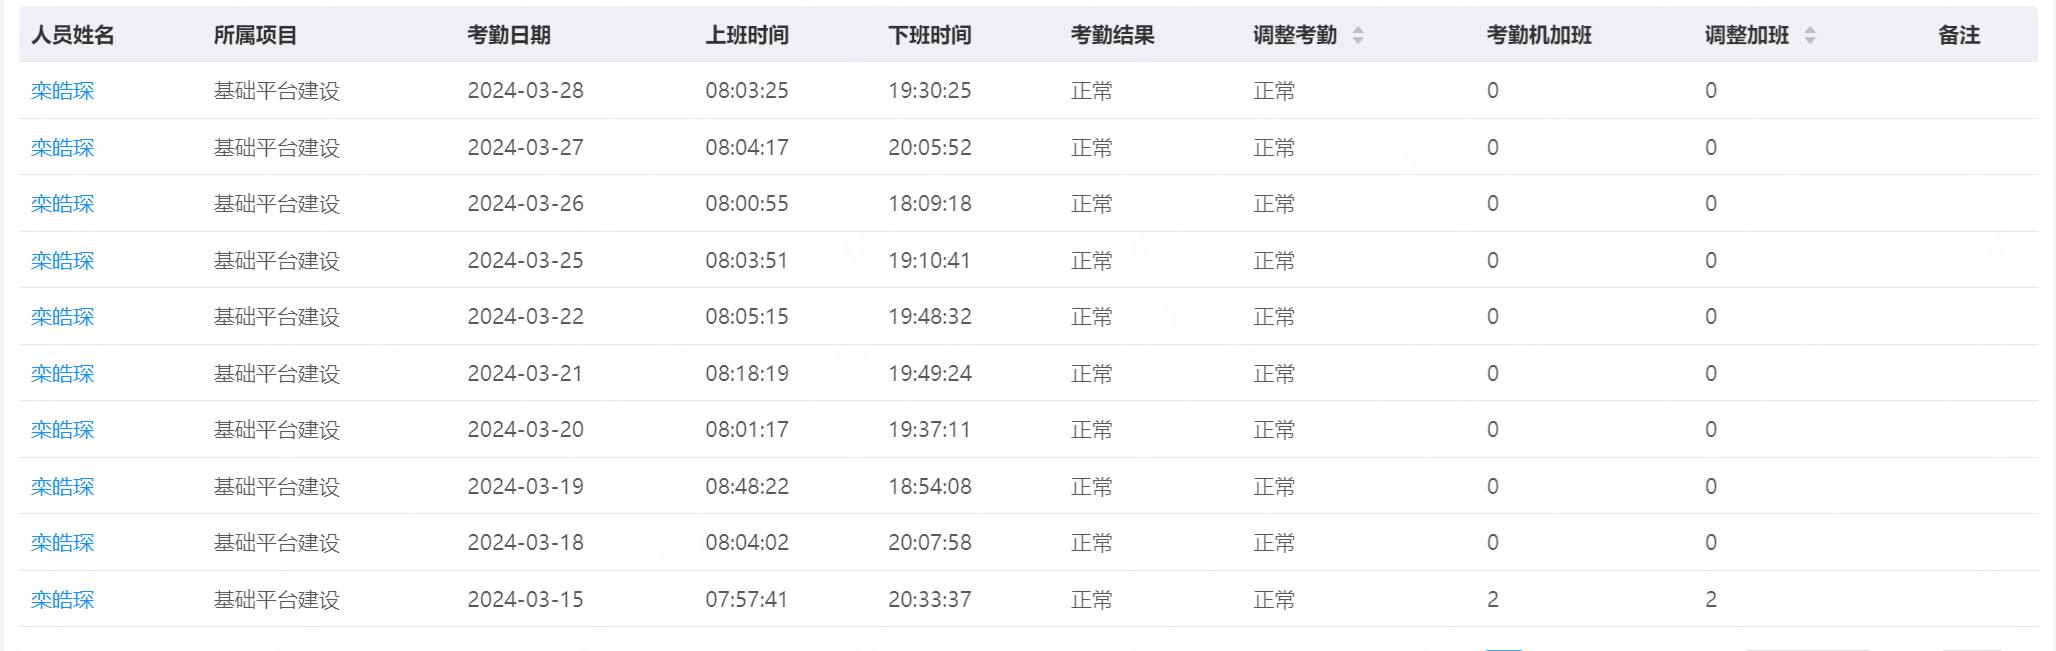 人员姓名 所属项目 考勤日期 上班时间 下班时间 考勤结果 调整考勤 考勤机加班 调整加班 备注
栾皓琛 基础平台建设 2024-03-28 08:03:25 19:30:25 正常 正常 0 0
栾皓琛 基础平台建设 2024-03-27 08:04:17 20:05:52 正常 正常 0 0
栾皓琛 基础平台建设 2024-03-26 08:00:55 18:09:18 正常 正常 0 0
栾皓琛 基础平台建设 2024-03-25 08:03:51 19:10:41 正常 正常 0 0
栾皓琛 基础平台建设 2024-03-22 08:05:15 19:48:32 正常 正常 0 0
栾皓琛 基础平台建设 2024-03-21 08:18:19 19:49:24 正常 正常 0 0
栾皓琛 基础平台建设 2024-03-20 08:01:17 19:37:11 正常 正常 0 0
栾皓琛 基础平台建设 2024-03-19 08:48:22 18:54:08 正常 正常 0 0
栾皓琛 基础平台建设 2024-03-18 08:04:02 20:07:58 正常 正常 0 0
栾皓琛 基础平台建设 2024-03-15 07:57:41 20:33:37 正常 正常 2 2